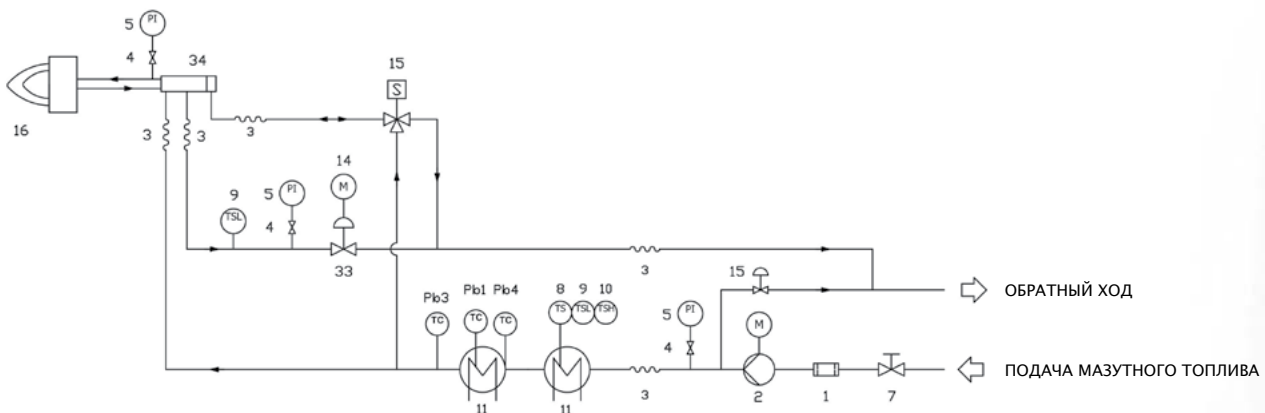 5 PI
4
34
15
S
16
3 3 3
14
M
9 5 PI
TSL
4
33
3
15
ОБРАТНЫЙ ХОД
Pb3 Pb1 Pb4
TC TC TC
8 9 10
TS TSL TSH
5 PI
4
M
ПОДАЧА МАЗУТНОГО ТОПЛИВА
11 11 3 2 1 7